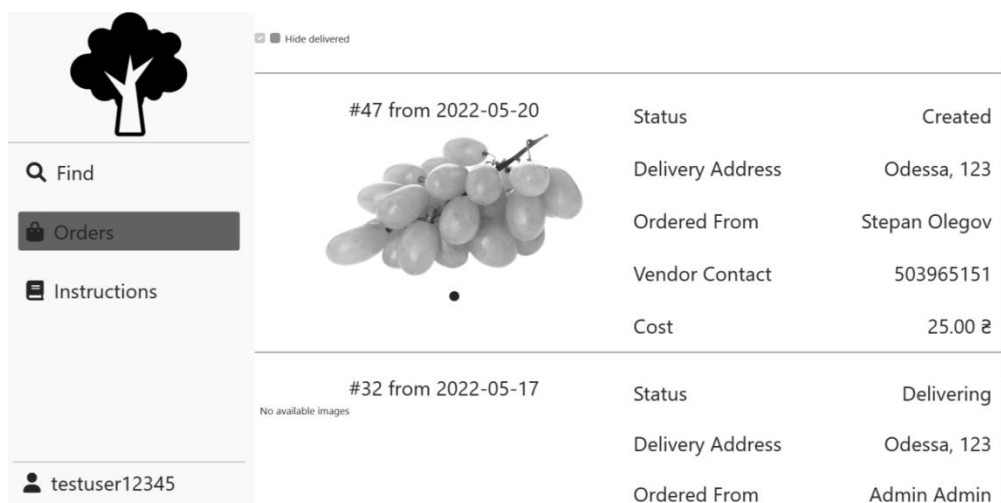 Find
Orders
Instructions
testuser12345
Hide delivered
#47 from 2022-05-20
Status Created
Delivery Address Odessa, 123
Ordered From Stepan Olegov
Vendor Contact 503965151
Cost 25.00 ₴
#32 from 2022-05-17
No available images
Status Delivering
Delivery Address Odessa, 123
Ordered From Admin Admin